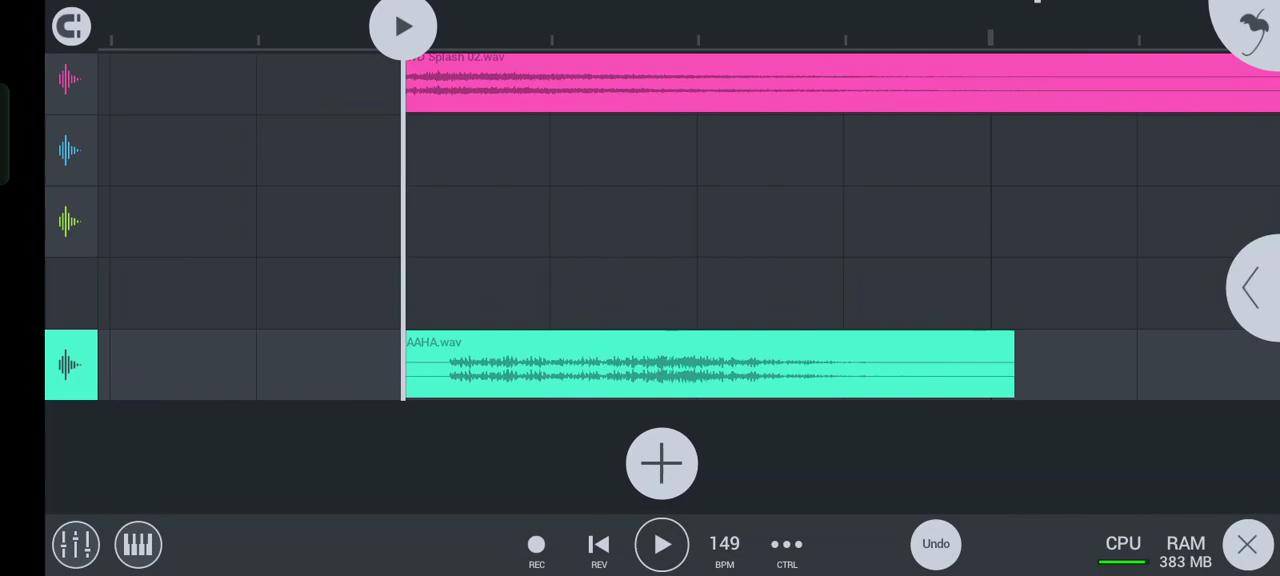 Splash 02.wav
AAHA.wav
149
Undo
CPU
RAM
383 MB
REC
REV
BPM
CTRL